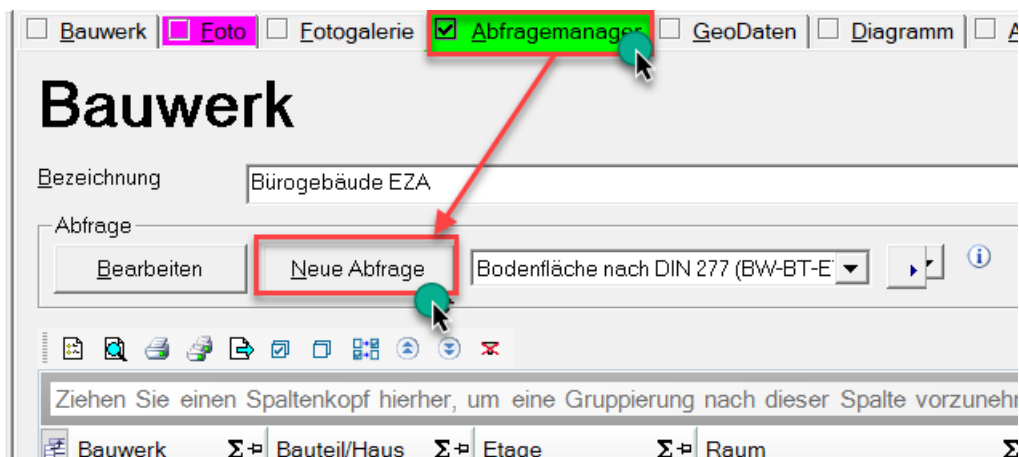 Bauwerk Foto Fotogalerie Abfragemanager GeoDaten Diagramm
Bauwerk
Bezeichnung Bürogebäude EZA
Abfrage
Bearbeiten Neue Abfrage Bodenfläche nach DIN 277 (BW-BT-E
Ziehen Sie einen Spaltenkopf hierher, um eine Gruppierung nach dieser Spalte vorzunehm
Bauwerk Σ Bauteil/Haus Σ Etage Σ Raum Σ